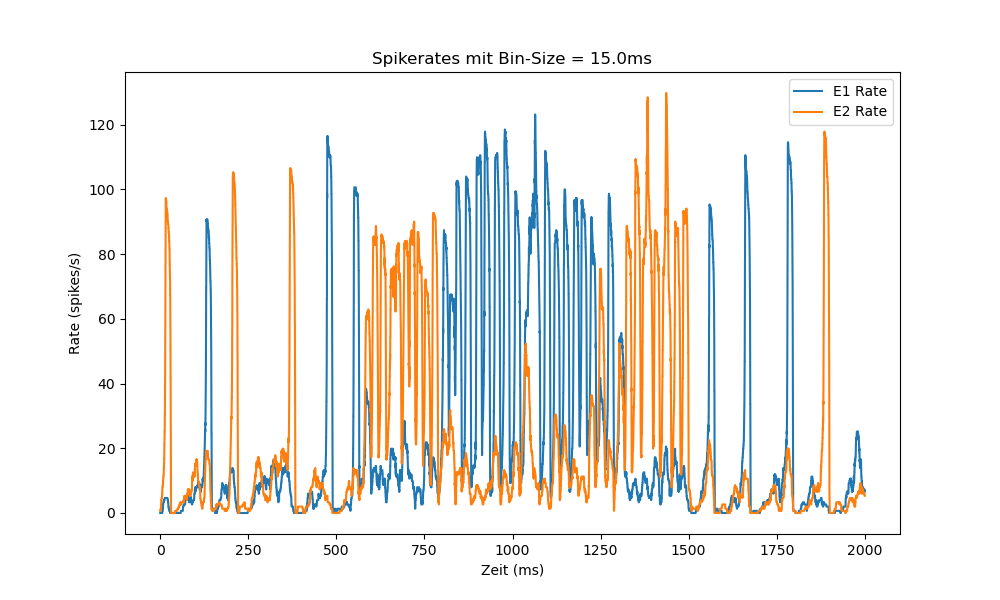 Spikerates mit Bin-Size = 15.0ms
E1 Rate
E2 Rate
120
100
80
60
40
20
0
Rate (spikes/s)
0 250 500 750 1000 1250 1500 1750 2000
Zeit (ms)